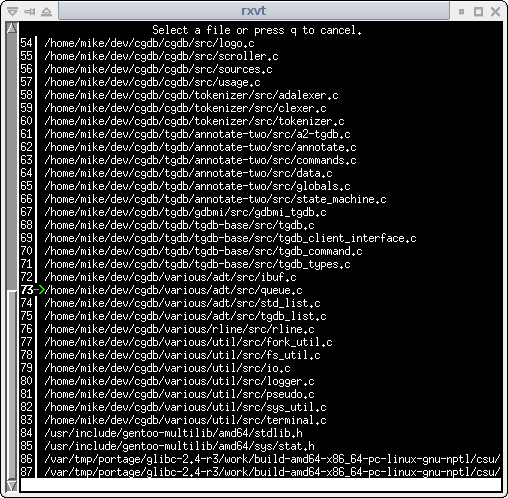 rxvt
Select a file or press q to cancel.
54 /home/mike/dev/cgdb/cgdb/src/logo.c
55 /home/mike/dev/cgdb/cgdb/src/scroller.c
56 /home/mike/dev/cgdb/cgdb/src/sources.c
57 /home/mike/dev/cgdb/cgdb/src/usage.c
58 /home/mike/dev/cgdb/tokenizer/src/adalexer.c
59 /home/mike/dev/cgdb/tokenizer/src/clexer.c
60 /home/mike/dev/cgdb/tokenizer/src/tokenizer.c
61 /home/mike/dev/cgdb/tgdb/annotate-two/src/a2-tgdb.c
62 /home/mike/dev/cgdb/tgdb/annotate-two/src/annotate.c
63 /home/mike/dev/cgdb/tgdb/annotate-two/src/commands.c
64 /home/mike/dev/cgdb/tgdb/annotate-two/src/data.c
65 /home/mike/dev/cgdb/tgdb/annotate-two/src/globals.c
66 /home/mike/dev/cgdb/tgdb/annotate-two/src/state_machine.c
67 /home/mike/dev/cgdb/tgdb/gdbmi/src/gdbmi_tgdb.c
68 /home/mike/dev/cgdb/tgdb/tgdb-base/src/tgdb.c
69 /home/mike/dev/cgdb/tgdb/tgdb-base/src/tgdb_client_interface.c
70 /home/mike/dev/cgdb/tgdb/tgdb-base/src/tgdb_command.c
71 /home/mike/dev/cgdb/tgdb/tgdb-base/src/tgdb_types.c
72 /home/mike/dev/cgdb/various/adt/src/ibuf.c
73->/home/mike/dev/cgdb/various/adt/src/queue.c
74 /home/mike/dev/cgdb/various/adt/src/std_list.c
75 /home/mike/dev/cgdb/various/adt/src/tgdb_list.c
76 /home/mike/dev/cgdb/various/rline/src/rline.c
77 /home/mike/dev/cgdb/various/util/src/fork_util.c
78 /home/mike/dev/cgdb/various/util/src/fs_util.c
79 /home/mike/dev/cgdb/various/util/src/io.c
80 /home/mike/dev/cgdb/various/util/src/logger.c
81 /home/mike/dev/cgdb/various/util/src/pseudo.c
82 /home/mike/dev/cgdb/various/util/src/sys_util.c
83 /home/mike/dev/cgdb/various/util/src/terminal.c
84 /usr/include/gentoo-multilib/amd64/stdlib.h
85 /usr/include/gentoo-multilib/amd64/sys/stat.h
86 /var/tmp/portage/glibc-2.4-r3/work/build-amd64-x86_64-pc-linux-gnu-nptl/csu/
87 /var/tmp/portage/glibc-2.4-r3/work/build-amd64-x86_64-pc-linux-gnu-nptl/csu/